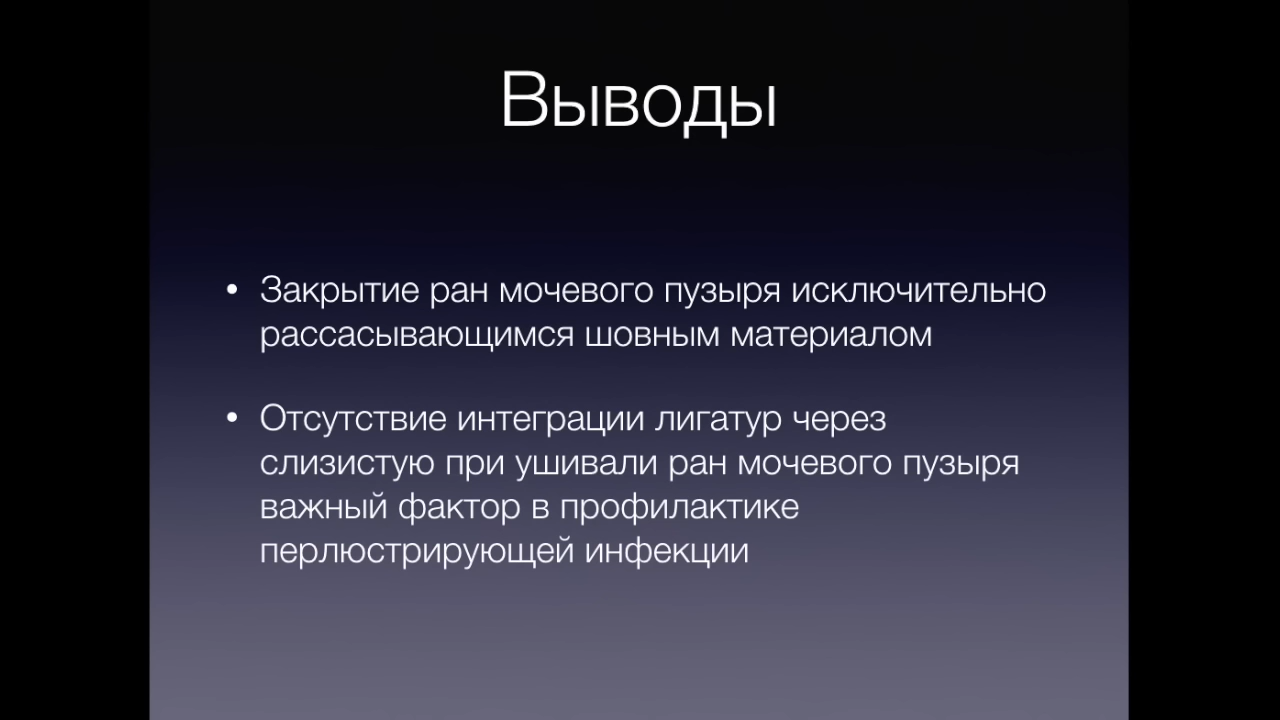 Выводы
• Закрытие ран мочевого пузыря исключительно
рассасывающимся шовным материалом
• Отсутствие интеграции лигатур через
слизистую при ушивали ран мочевого пузыря
важный фактор в профилактике
перлюстрирующей инфекции